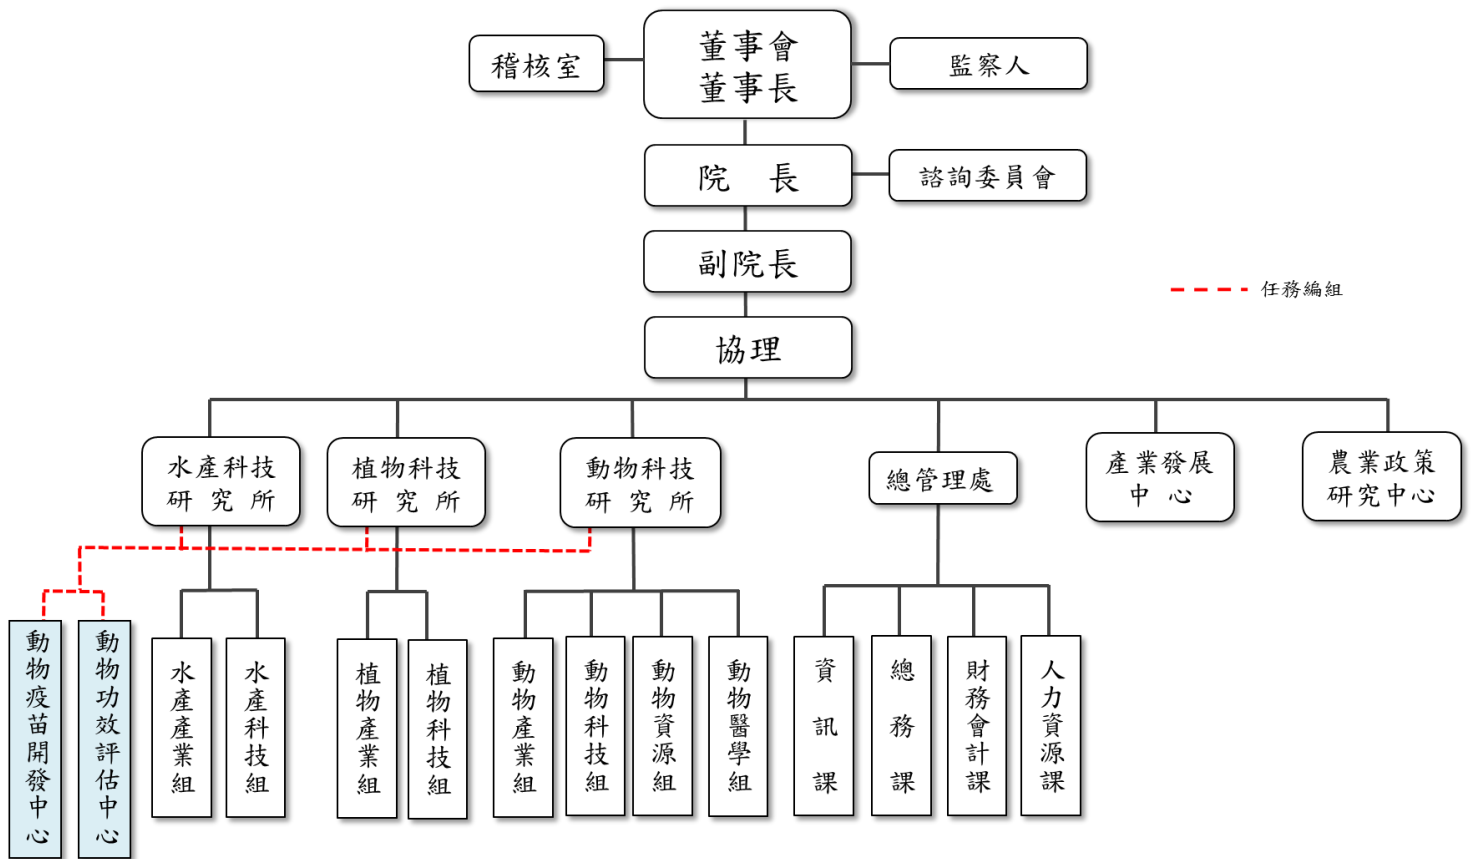 稽核室
董事會
董事長
監察人
院長
諮詢委員會
副院長
任務編組
協理
水產科技
研究所
植物科技
研究所
動物科技
研究所
總管理處
產業發展
中心
農業政策
研究中心
動物疫苗開發中心
動物功效評估中心
水產產業組
水產科技組
植物產業組
植物科技組
動物產業組
動物科技組
動物資源組
動物醫學組
資訊課
總務課
財務會計課
人力資源課